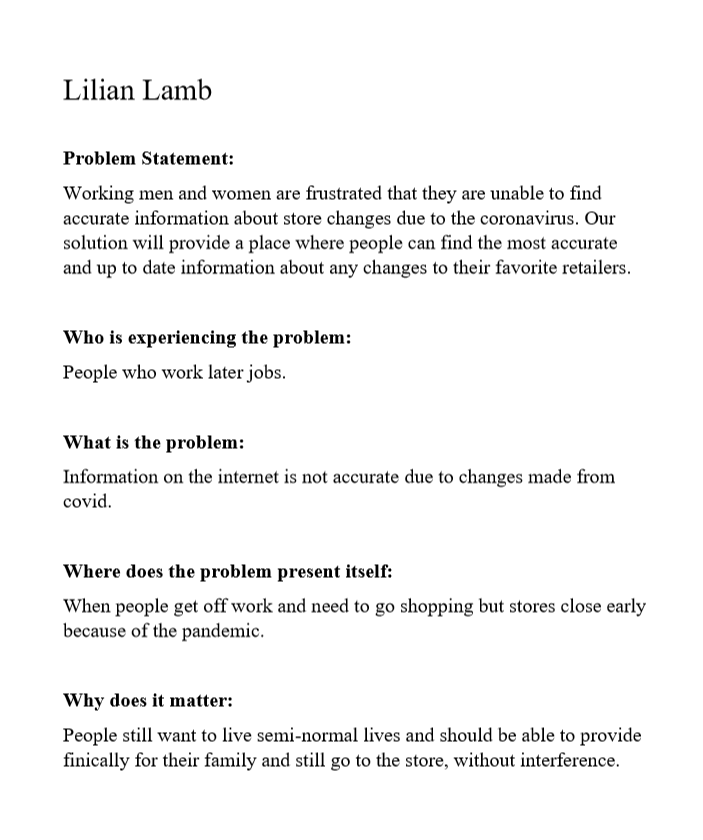 Lilian Lamb
Problem Statement:
Working men and women are frustrated that they are unable to find
accurate information about store changes due to the coronavirus. Our
solution will provide a place where people can find the most accurate
and up to date information about any changes to their favorite retailers.
Who is experiencing the problem:
People who work later jobs.
What is the problem:
Information on the internet is not accurate due to changes made from
covid.
Where does the problem present itself:
When people get off work and need to go shopping but stores close early
because of the pandemic.
Why does it matter:
People still want to live semi-normal lives and should be able to provide
finically for their family and still go to the store, without interference.